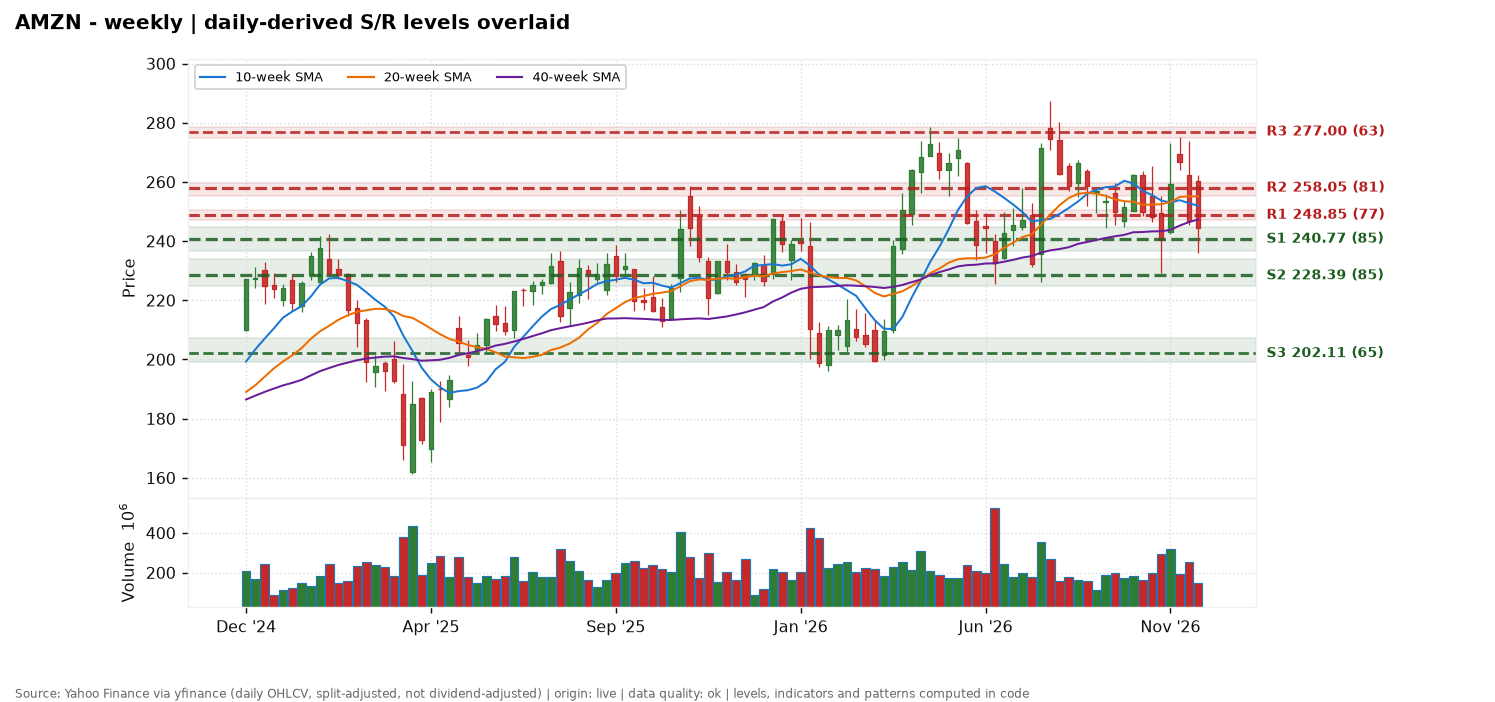 AMZN - weekly | daily-derived S/R levels overlaid
10-week SMA 20-week SMA 40-week SMA
300
280
260
240
220
200
180
160
Price
R3 277.00 (63)
R2 258.05 (81)
R1 248.85 (77)
S1 240.77 (85)
S2 228.39 (85)
S3 202.11 (65)
400
200
Volume 10^6
Dec '24 Apr '25 Sep '25 Jan '26 Jun '26 Nov '26
Source: Yahoo Finance via yfinance (daily OHLCV, split-adjusted, not dividend-adjusted) | origin: live | data quality: ok | levels, indicators and patterns computed in code